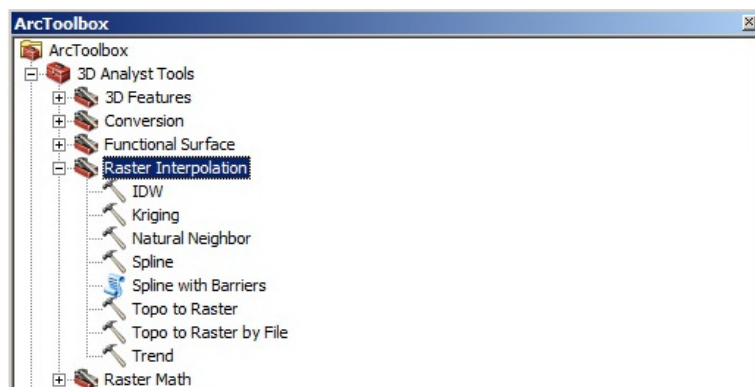 ArcToolbox
ArcToolbox
3D Analyst Tools
3D Features
Conversion
Functional Surface
Raster Interpolation
IDW
Kriging
Natural Neighbor
Spline
Spline with Barriers
Topo to Raster
Topo to Raster by File
Trend
Raster Math